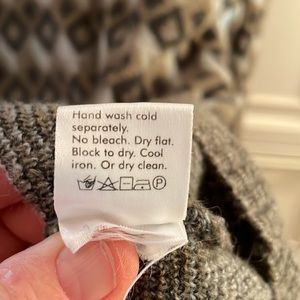 Hand wash cold
separately.
No bleach. Dry flat.
Block to dry. Cool
iron. Or dry clean.
P